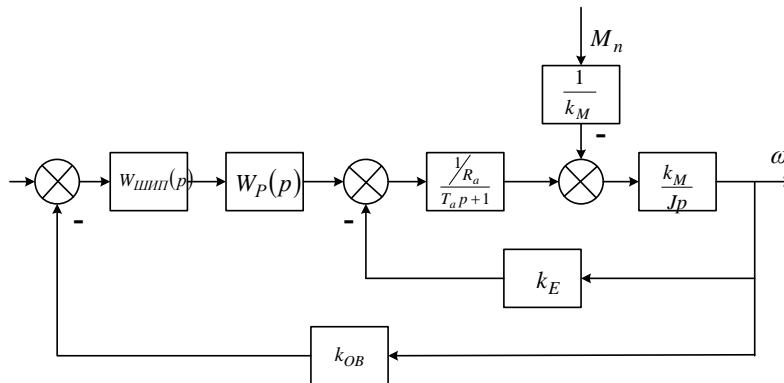 M_n
1
k_M
-
ω
W_ШИП(p)
W_P(p)
1/R_a
T_a p+1
k_M
Jp
-
-
k_E
k_OB